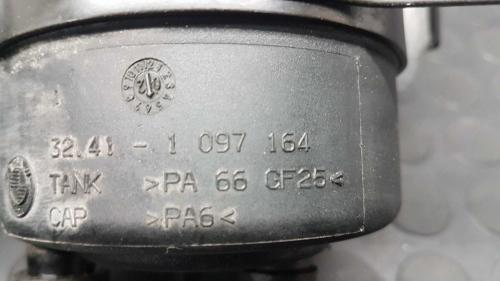 32.41 - 1 097 164
TANK >PA 66 GF25<
CAP >PA6<